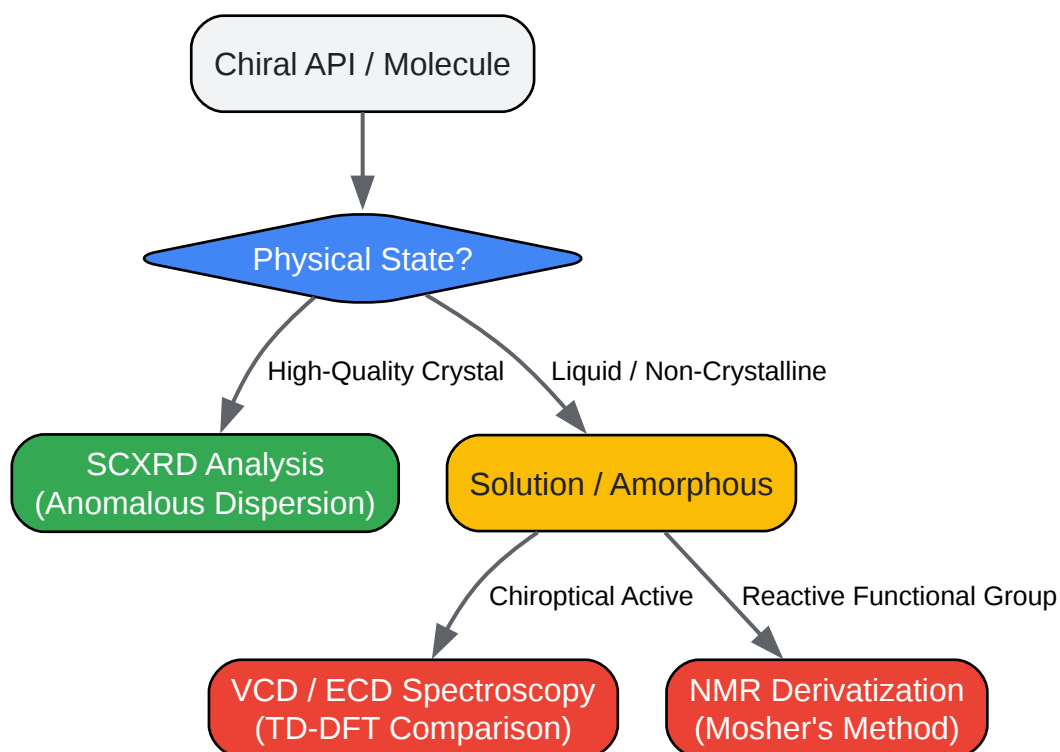 Chiral API / Molecule
Physical State?
High-Quality Crystal
Liquid / Non-Crystalline
SCXRD Analysis
(Anomalous Dispersion)
Solution / Amorphous
Chiroptical Active
Reactive Functional Group
VCD / ECD Spectroscopy
(TD-DFT Comparison)
NMR Derivatization
(Mosher's Method)